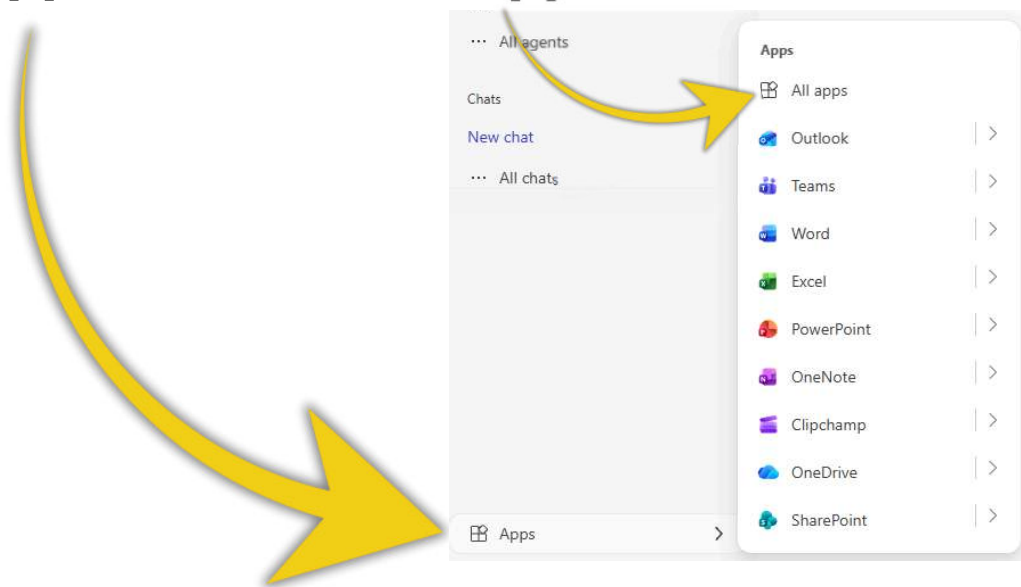 All agents
Chats
New chat
All chats
Apps
Apps
All apps
Outlook
Teams
Word
Excel
PowerPoint
OneNote
Clipchamp
OneDrive
SharePoint